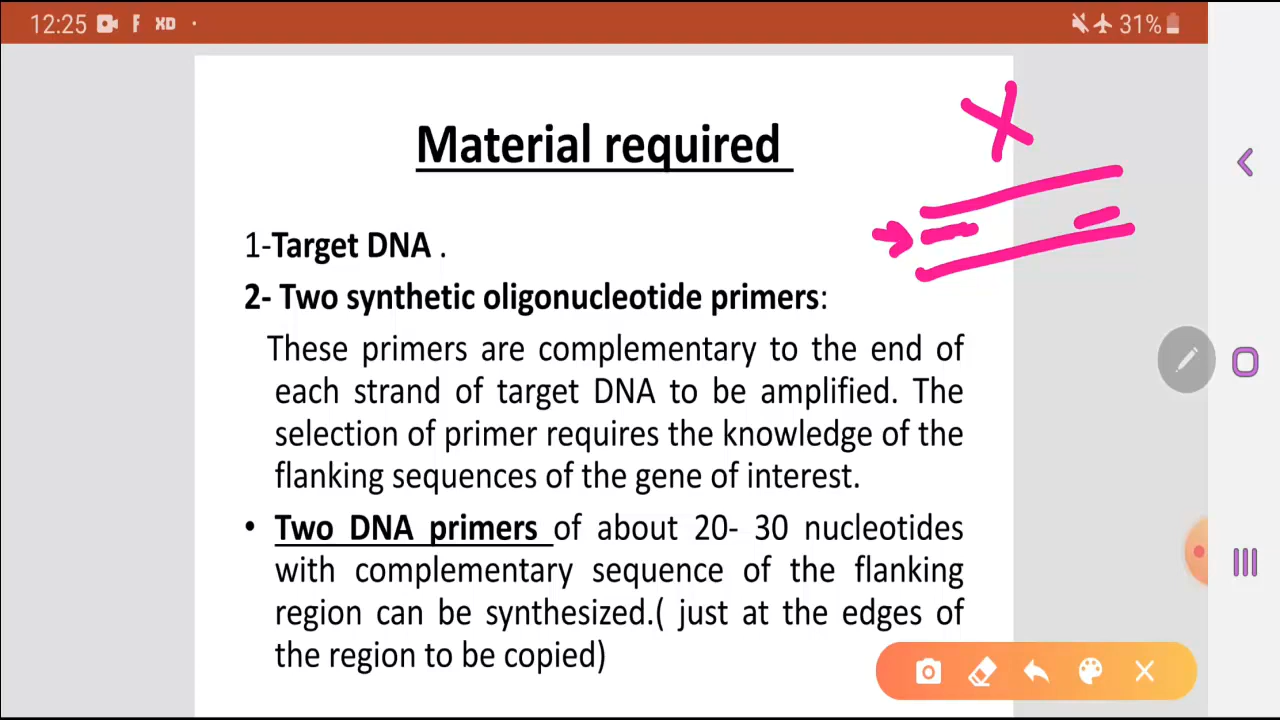 12:25 f XD 31%
Material required
1-Target DNA .
2- Two synthetic oligonucleotide primers:
These primers are complementary to the end of
each strand of target DNA to be amplified. The
selection of primer requires the knowledge of the
flanking sequences of the gene of interest.
• Two DNA primers of about 20- 30 nucleotides
with complementary sequence of the flanking
region can be synthesized.( just at the edges of
the region to be copied)